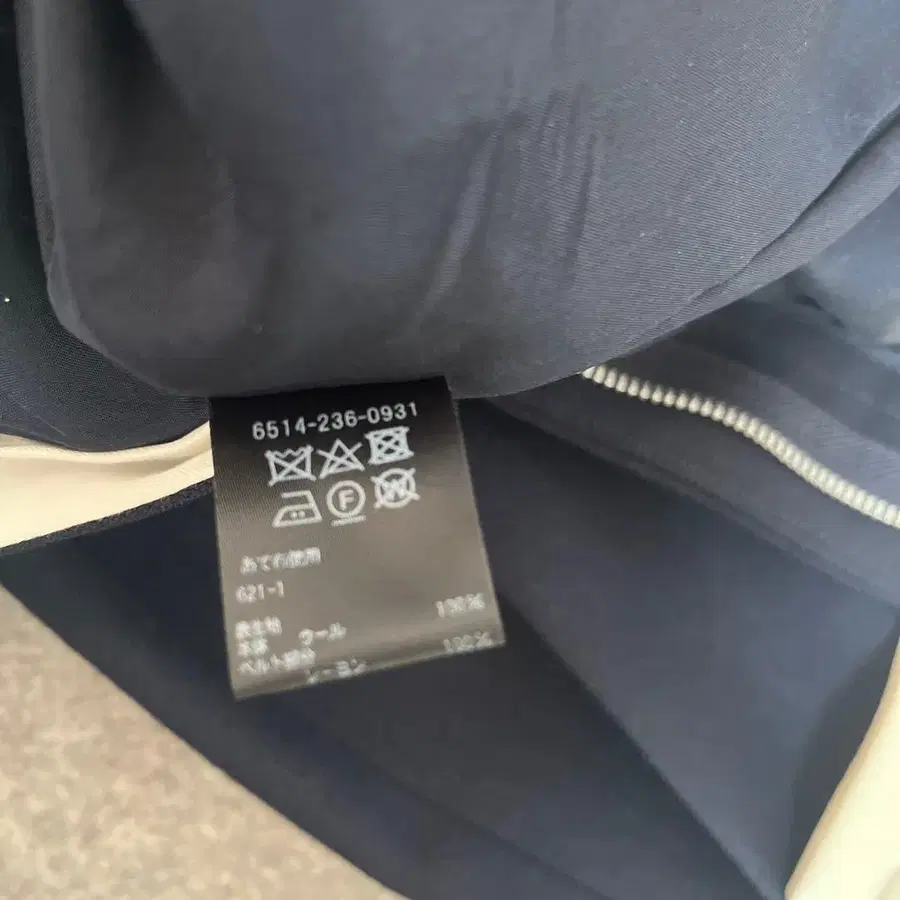 6514-236-0931
F
W
あて布使用
G21-1
表生地
本体 ウール 100%
ベルト部分
レーヨン 100%